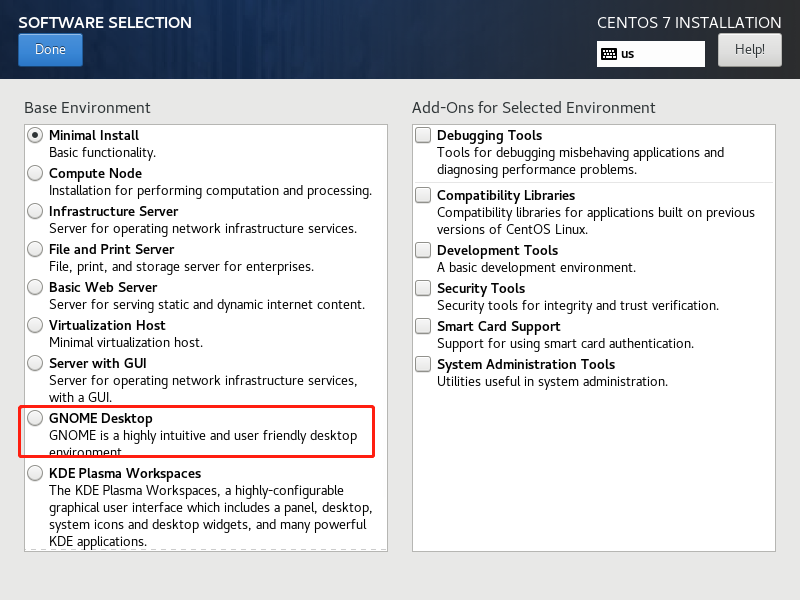 SOFTWARE SELECTION
Done
CENTOS 7 INSTALLATION
us
Help!
Base Environment
Minimal Install
Basic functionality.
Compute Node
Installation for performing computation and processing.
Infrastructure Server
Server for operating network infrastructure services.
File and Print Server
File, print, and storage server for enterprises.
Basic Web Server
Server for serving static and dynamic internet content.
Virtualization Host
Minimal virtualization host.
Server with GUI
Server for operating network infrastructure services,
with a GUI.
GNOME Desktop
GNOME is a highly intuitive and user friendly desktop
environment.
KDE Plasma Workspaces
The KDE Plasma Workspaces, a highly-configurable
graphical user interface which includes a panel, desktop,
system icons and desktop widgets, and many powerful
KDE applications.
Add-Ons for Selected Environment
Debugging Tools
Tools for debugging misbehaving applications and
diagnosing performance problems.
Compatibility Libraries
Compatibility libraries for applications built on previous
versions of CentOS Linux.
Development Tools
A basic development environment.
Security Tools
Security tools for integrity and trust verification.
Smart Card Support
Support for using smart card authentication.
System Administration Tools
Utilities useful in system administration.